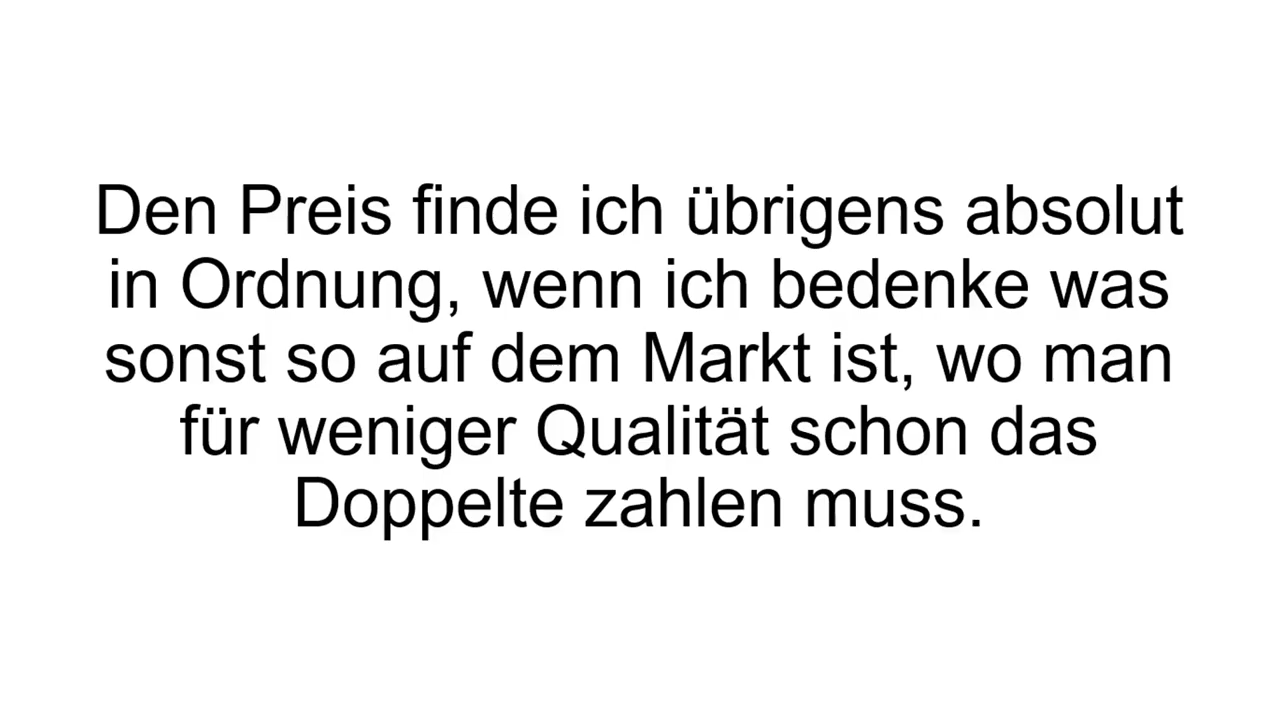 Den Preis finde ich übrigens absolut
in Ordnung, wenn ich bedenke was
sonst so auf dem Markt ist, wo man
für weniger Qualität schon das
Doppelte zahlen muss.